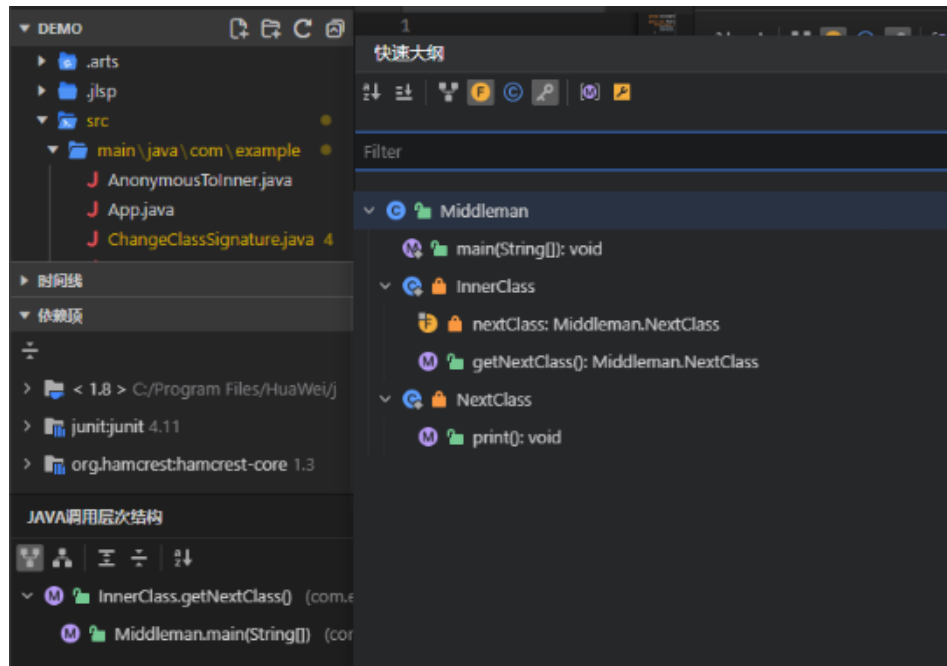 DEMO
.arts
.jlsp
src
main\java\com\example
AnonymousToInner.java
App.java
ChangeClassSignature.java 4
时间线
依赖项
< 1.8 > C:/Program Files/HuaWei/j
junit:junit 4.11
org.hamcrest:hamcrest-core 1.3
JAVA调用层次结构
InnerClass.getNextClass() (com.e
Middleman.main(String[]) (cor
1
快速大纲
Filter
Middleman
main(String[]): void
InnerClass
nextClass: Middleman.NextClass
getNextClass(): Middleman.NextClass
NextClass
print(): void